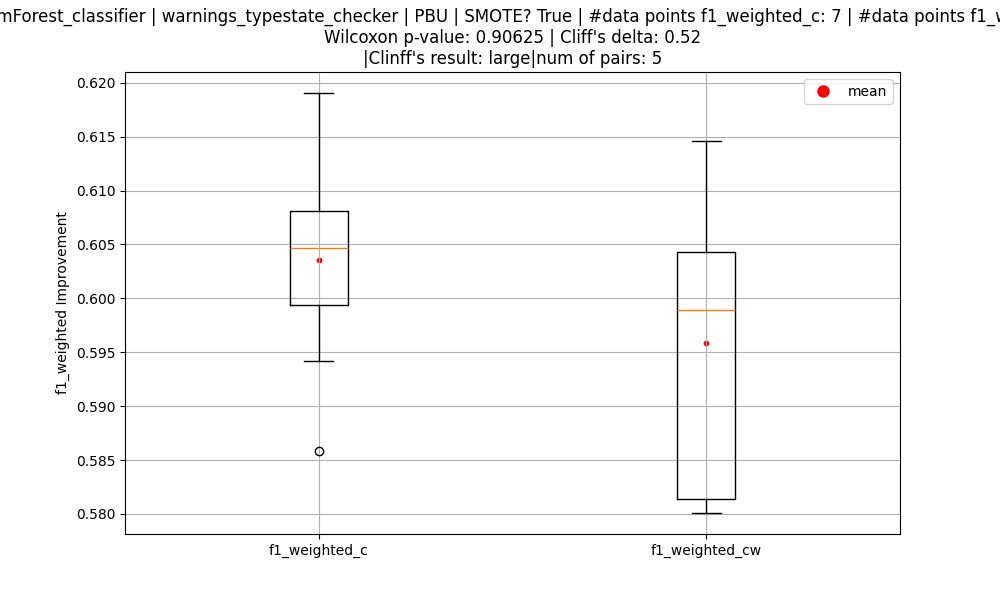 mForest_classifier | warnings_typestate_checker | PBU | SMOTE? True | #data points f1_weighted_c: 7 | #data points f1_w
Wilcoxon p-value: 0.90625 | Cliff's delta: 0.52
|Clinff's result: large|num of pairs: 5
mean
0.620
0.615
0.610
0.605
0.600
0.595
0.590
0.585
0.580
f1_weighted Improvement
f1_weighted_c
f1_weighted_cw